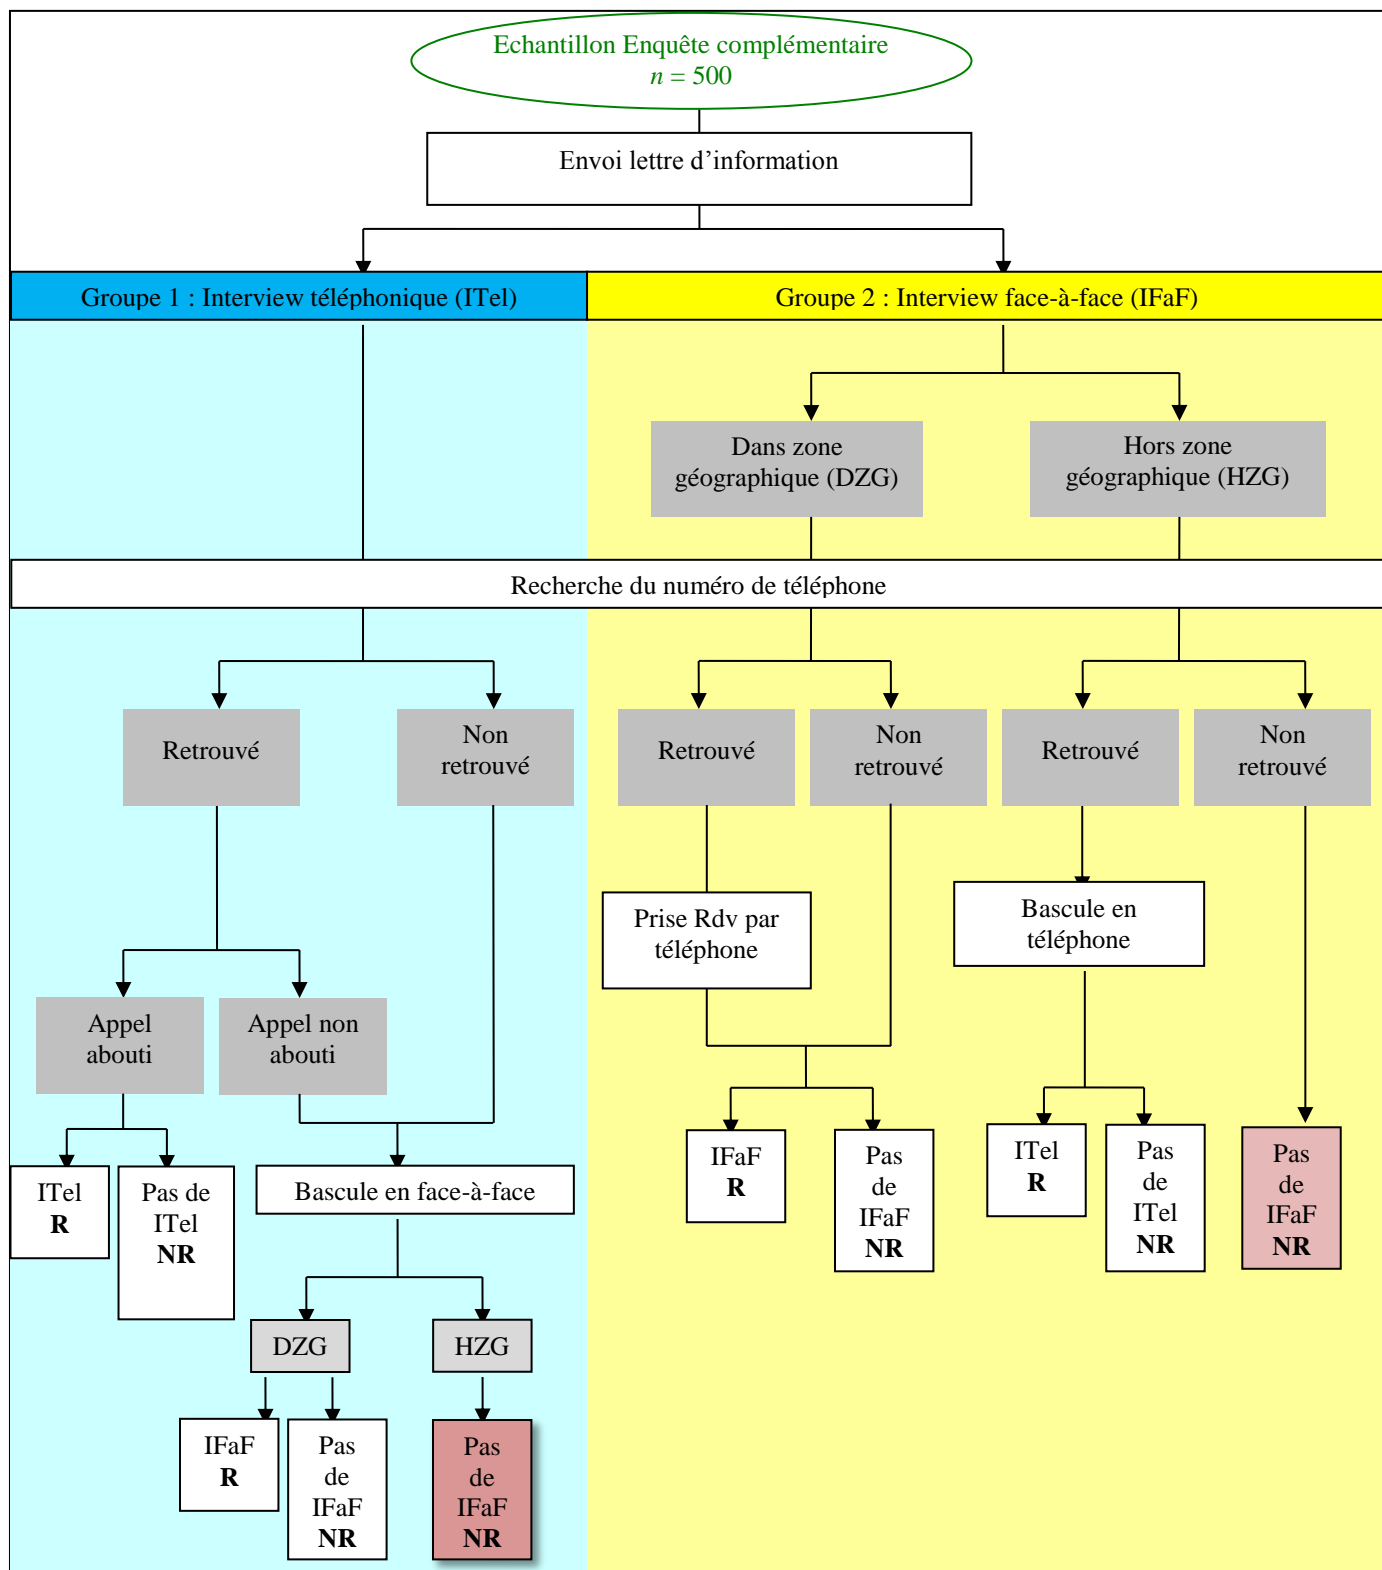 Echantillon Enquête complémentaire
n = 500
Envoi lettre d’information
Groupe 1 : Interview téléphonique (ITel)
Groupe 2 : Interview face-à-face (IFaF)
Dans zone
géographique (DZG)
Hors zone
géographique (HZG)
Recherche du numéro de téléphone
Retrouvé
Non
retrouvé
Retrouvé
Non
retrouvé
Retrouvé
Non
retrouvé
Prise Rdv par
téléphone
Bascule en
téléphone
Appel
abouti
Appel non
abouti
ITel
R
Pas de
ITel
NR
Bascule en face-à-face
IFaF
R
Pas
de
IFaF
NR
ITel
R
Pas
de
ITel
NR
Pas
de
IFaF
NR
DZG
HZG
IFaF
R
Pas
de
IFaF
NR
Pas
de
IFaF
NR